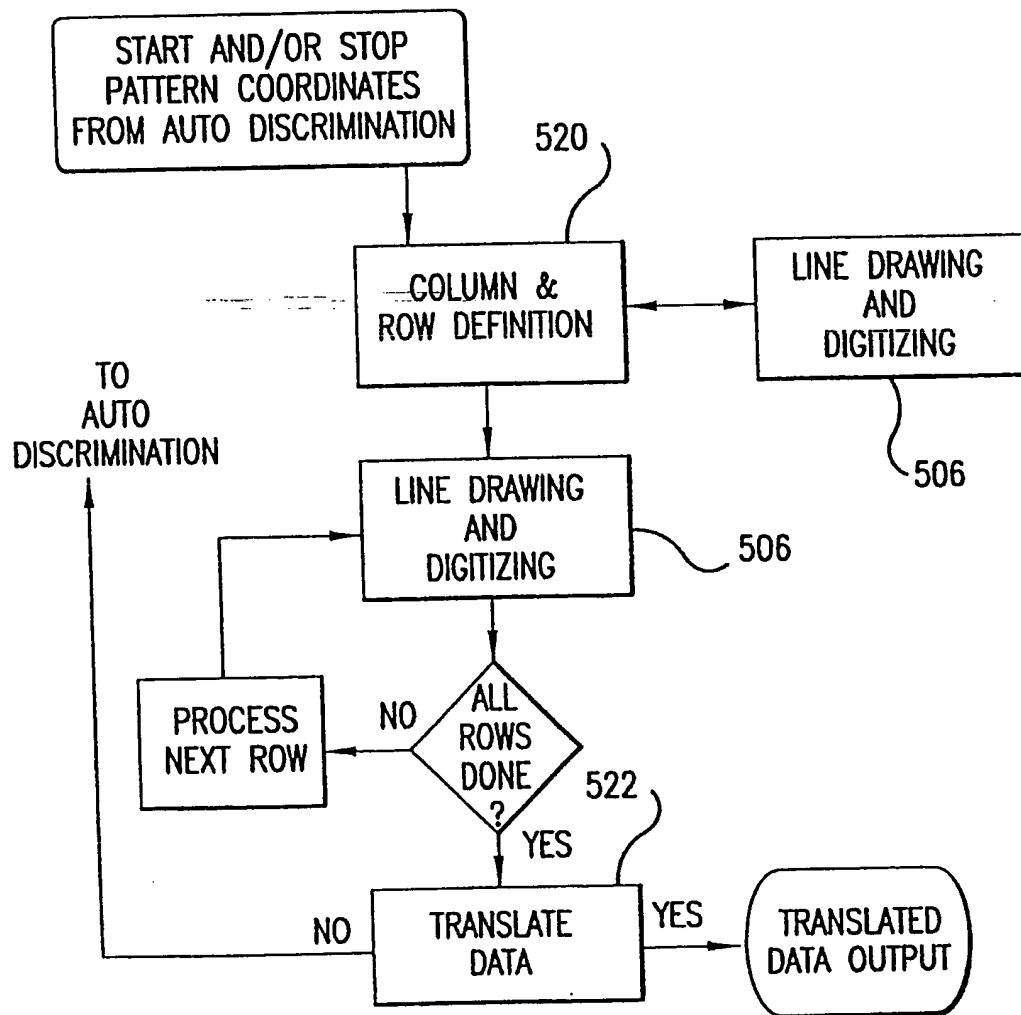 START AND/OR STOP
PATTERN COORDINATES
FROM AUTO DISCRIMINATION
520
COLUMN &
ROW DEFINITION
LINE DRAWING
AND
DIGITIZING
506
TO
AUTO
DISCRIMINATION
LINE DRAWING
AND
DIGITIZING
506
PROCESS
NEXT ROW
NO
ALL
ROWS
DONE
?
YES
522
NO
TRANSLATE
DATA
YES
TRANSLATED
DATA OUTPUT